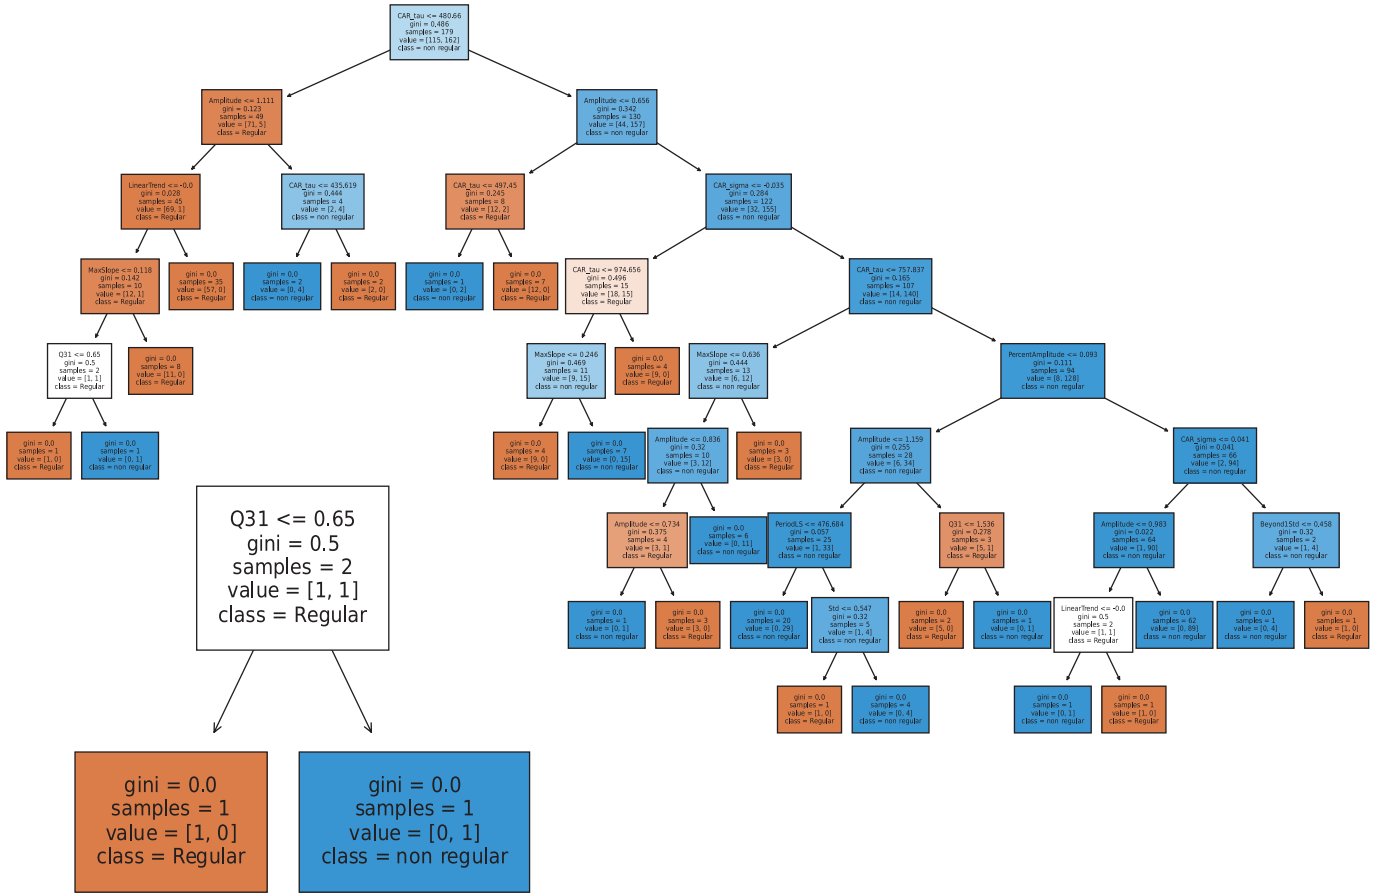 CAR_tau <= 480.66
gini = 0.486
samples = 179
value = [115, 162]
class = non regular
Amplitude <= 1.111
gini = 0.123
samples = 49
value = [71, 5]
class = Regular
Amplitude <= 0.656
gini = 0.342
samples = 130
value = [44, 157]
class = non regular
LinearTrend <= -0.0
gini = 0.028
samples = 45
value = [69, 1]
class = Regular
CAR_tau <= 435.619
gini = 0.444
samples = 4
value = [2, 4]
class = non regular
CAR_tau <= 497.45
gini = 0.245
samples = 8
value = [12, 2]
class = Regular
CAR_sigma <= -0.035
gini = 0.284
samples = 122
value = [32, 155]
class = non regular
MaxSlope <= 0.118
gini = 0.142
samples = 10
value = [12, 1]
class = Regular
gini = 0.0
samples = 35
value = [57, 0]
class = Regular
gini = 0.0
samples = 2
value = [0, 4]
class = non regular
gini = 0.0
samples = 2
value = [2, 0]
class = Regular
gini = 0.0
samples = 1
value = [0, 2]
class = non regular
gini = 0.0
samples = 7
value = [12, 0]
class = Regular
CAR_tau <= 974.656
gini = 0.496
samples = 15
value = [18, 15]
class = Regular
CAR_tau <= 757.837
gini = 0.165
samples = 107
value = [14, 140]
class = non regular
Q31 <= 0.65
gini = 0.5
samples = 2
value = [1, 1]
class = Regular
gini = 0.0
samples = 8
value = [11, 0]
class = Regular
MaxSlope <= 0.246
gini = 0.469
samples = 11
value = [9, 15]
class = non regular
gini = 0.0
samples = 4
value = [9, 0]
class = Regular
MaxSlope <= 0.636
gini = 0.444
samples = 13
value = [6, 12]
class = non regular
PercentAmplitude <= 0.093
gini = 0.111
samples = 94
value = [8, 128]
class = non regular
gini = 0.0
samples = 1
value = [1, 0]
class = Regular
gini = 0.0
samples = 1
value = [0, 1]
class = non regular
gini = 0.0
samples = 4
value = [9, 0]
class = Regular
gini = 0.0
samples = 7
value = [0, 15]
class = non regular
Amplitude <= 0.836
gini = 0.32
samples = 10
value = [3, 12]
class = non regular
gini = 0.0
samples = 3
value = [3, 0]
class = Regular
Amplitude <= 1.159
gini = 0.255
samples = 28
value = [6, 34]
class = non regular
CAR_sigma <= 0.041
gini = 0.041
samples = 66
value = [2, 94]
class = non regular
Amplitude <= 0.734
gini = 0.375
samples = 4
value = [3, 1]
class = Regular
gini = 0.0
samples = 6
value = [0, 11]
class = non regular
PeriodLS <= 476.684
gini = 0.057
samples = 25
value = [1, 33]
class = non regular
Q31 <= 1.536
gini = 0.278
samples = 3
value = [5, 1]
class = Regular
Amplitude <= 0.983
gini = 0.022
samples = 64
value = [1, 90]
class = non regular
Beyond1Std <= 0.458
gini = 0.32
samples = 2
value = [1, 4]
class = non regular
gini = 0.0
samples = 1
value = [0, 1]
class = non regular
gini = 0.0
samples = 3
value = [3, 0]
class = Regular
gini = 0.0
samples = 20
value = [0, 29]
class = non regular
Std <= 0.547
gini = 0.32
samples = 5
value = [1, 4]
class = non regular
gini = 0.0
samples = 2
value = [5, 0]
class = Regular
gini = 0.0
samples = 1
value = [0, 1]
class = non regular
LinearTrend <= -0.0
gini = 0.5
samples = 2
value = [1, 1]
class = Regular
gini = 0.0
samples = 62
value = [0, 89]
class = non regular
gini = 0.0
samples = 1
value = [0, 4]
class = non regular
gini = 0.0
samples = 1
value = [1, 0]
class = Regular
gini = 0.0
samples = 1
value = [1, 0]
class = Regular
gini = 0.0
samples = 4
value = [0, 4]
class = non regular
gini = 0.0
samples = 1
value = [0, 1]
class = non regular
gini = 0.0
samples = 1
value = [1, 0]
class = Regular
Q31 <= 0.65
gini = 0.5
samples = 2
value = [1, 1]
class = Regular
gini = 0.0
samples = 1
value = [1, 0]
class = Regular
gini = 0.0
samples = 1
value = [0, 1]
class = non regular